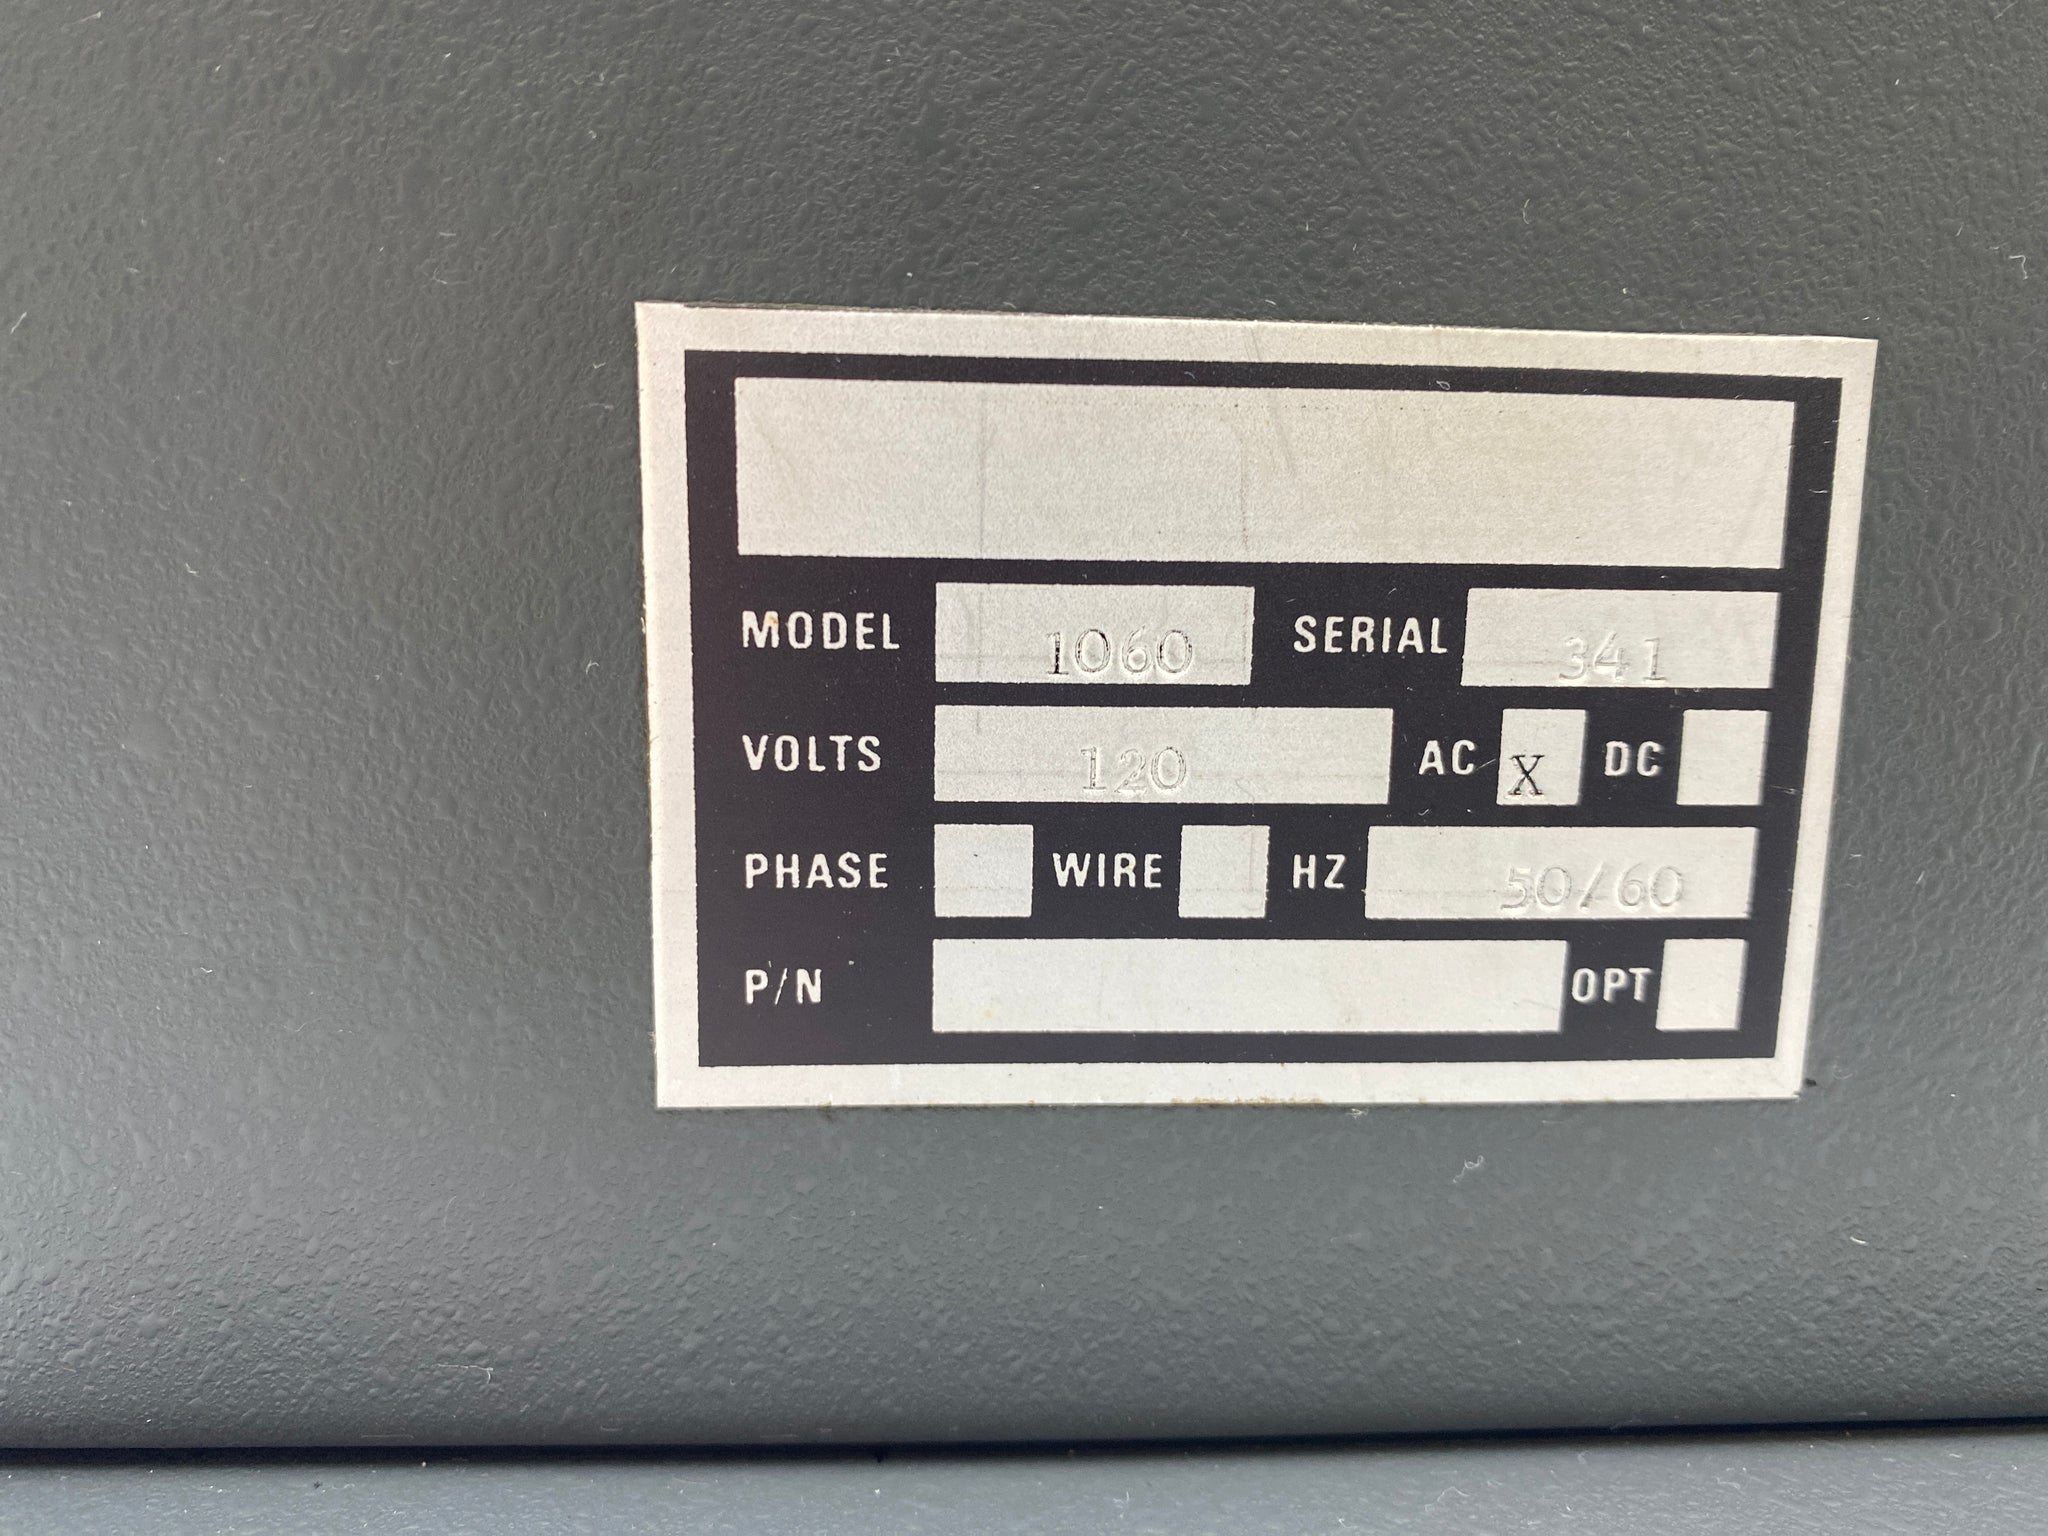 MODEL 1060 SERIAL 341
VOLTS 120 AC X DC
PHASE WIRE HZ 50/60
P/N OPT